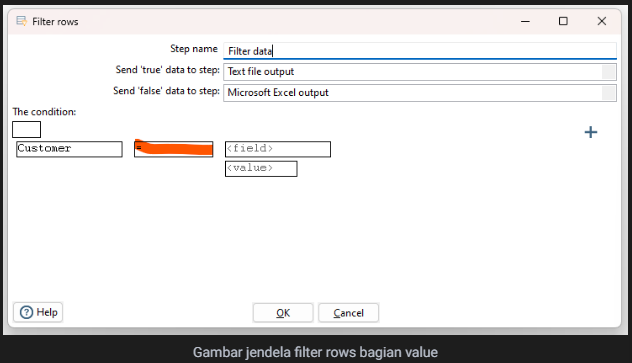 Filter rows
Step name Filter data
Send 'true' data to step: Text file output
Send 'false' data to step: Microsoft Excel output
The condition:
Customer = <field>
<value>
Help OK Cancel
Gambar jendela filter rows bagian value